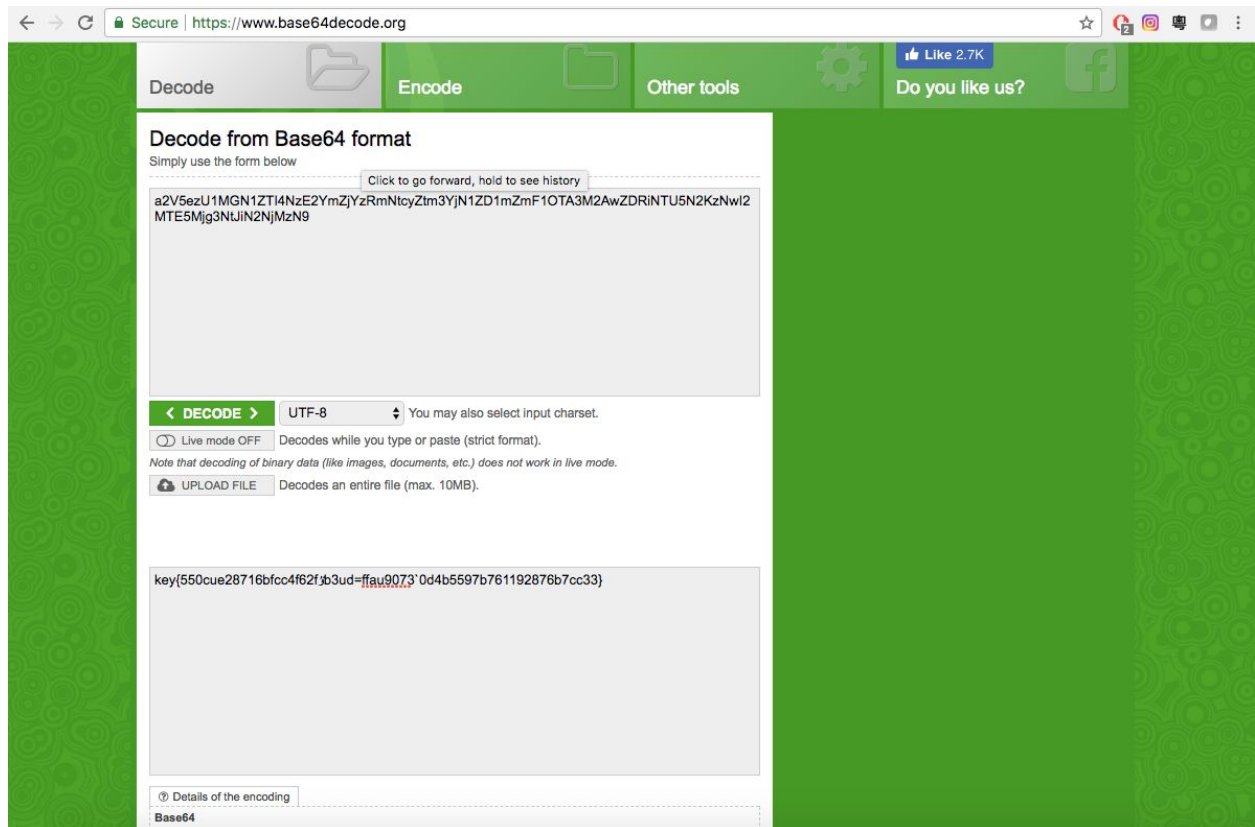 Secure | https://www.base64decode.org
2
粵
Decode
Encode
Other tools
Like 2.7K
Do you like us?
Decode from Base64 format
Simply use the form below
Click to go forward, hold to see history
a2V5ezU1MGN1ZTI4NzE2YmZjYzRmNtcyZtm3YjN1ZD1mZmF1OTA3M2AwZDRiNTU5N2KzNwI2
MTE5Mjg3NtJiN2NjMzN9
< DECODE >
UTF-8
You may also select input charset.
Live mode OFF
Decodes while you type or paste (strict format).
Note that decoding of binary data (like images, documents, etc.) does not work in live mode.
UPLOAD FILE
Decodes an entire file (max. 10MB).
Details of the encoding
Base64